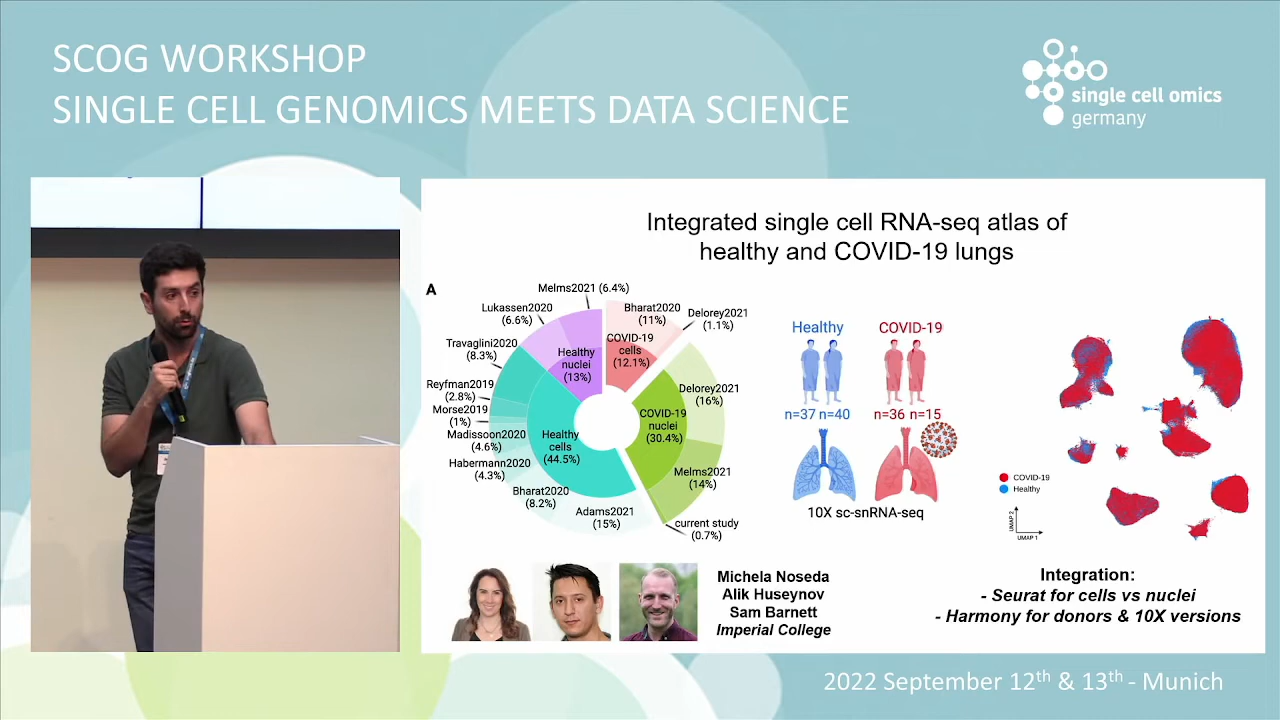 SCOG WORKSHOP
SINGLE CELL GENOMICS MEETS DATA SCIENCE
single cell omics
germany
Integrated single cell RNA-seq atlas of
healthy and COVID-19 lungs
A
Melms2021 (6.4%)
Lukassen2020
(6.6%)
Travaglini2020
(8.3%)
Reyfman2019
(2.8%)
Morse2019
(1%)
Madissoon2020
(4.6%)
Habermann2020
(4.3%)
Bharat2020
(8.2%)
Adams2021
(15%)
Bharat2020
(11%)
Delorey2021
(1.1%)
Delorey2021
(16%)
Melms2021
(14%)
current study
(0.7%)
COVID-19
cells
(12.1%)
Healthy
nuclei
(13%)
COVID-19
nuclei
(30.4%)
Healthy
cells
(44.5%)
Healthy
COVID-19
n=37 n=40
n=36 n=15
10X sc-snRNA-seq
COVID-19
Healthy
UMAP 2
UMAP 1
Michela Noseda
Alik Huseynov
Sam Barnett
Imperial College
Integration:
- Seurat for cells vs nuclei
- Harmony for donors & 10X versions
2022 September 12th & 13th - Munich